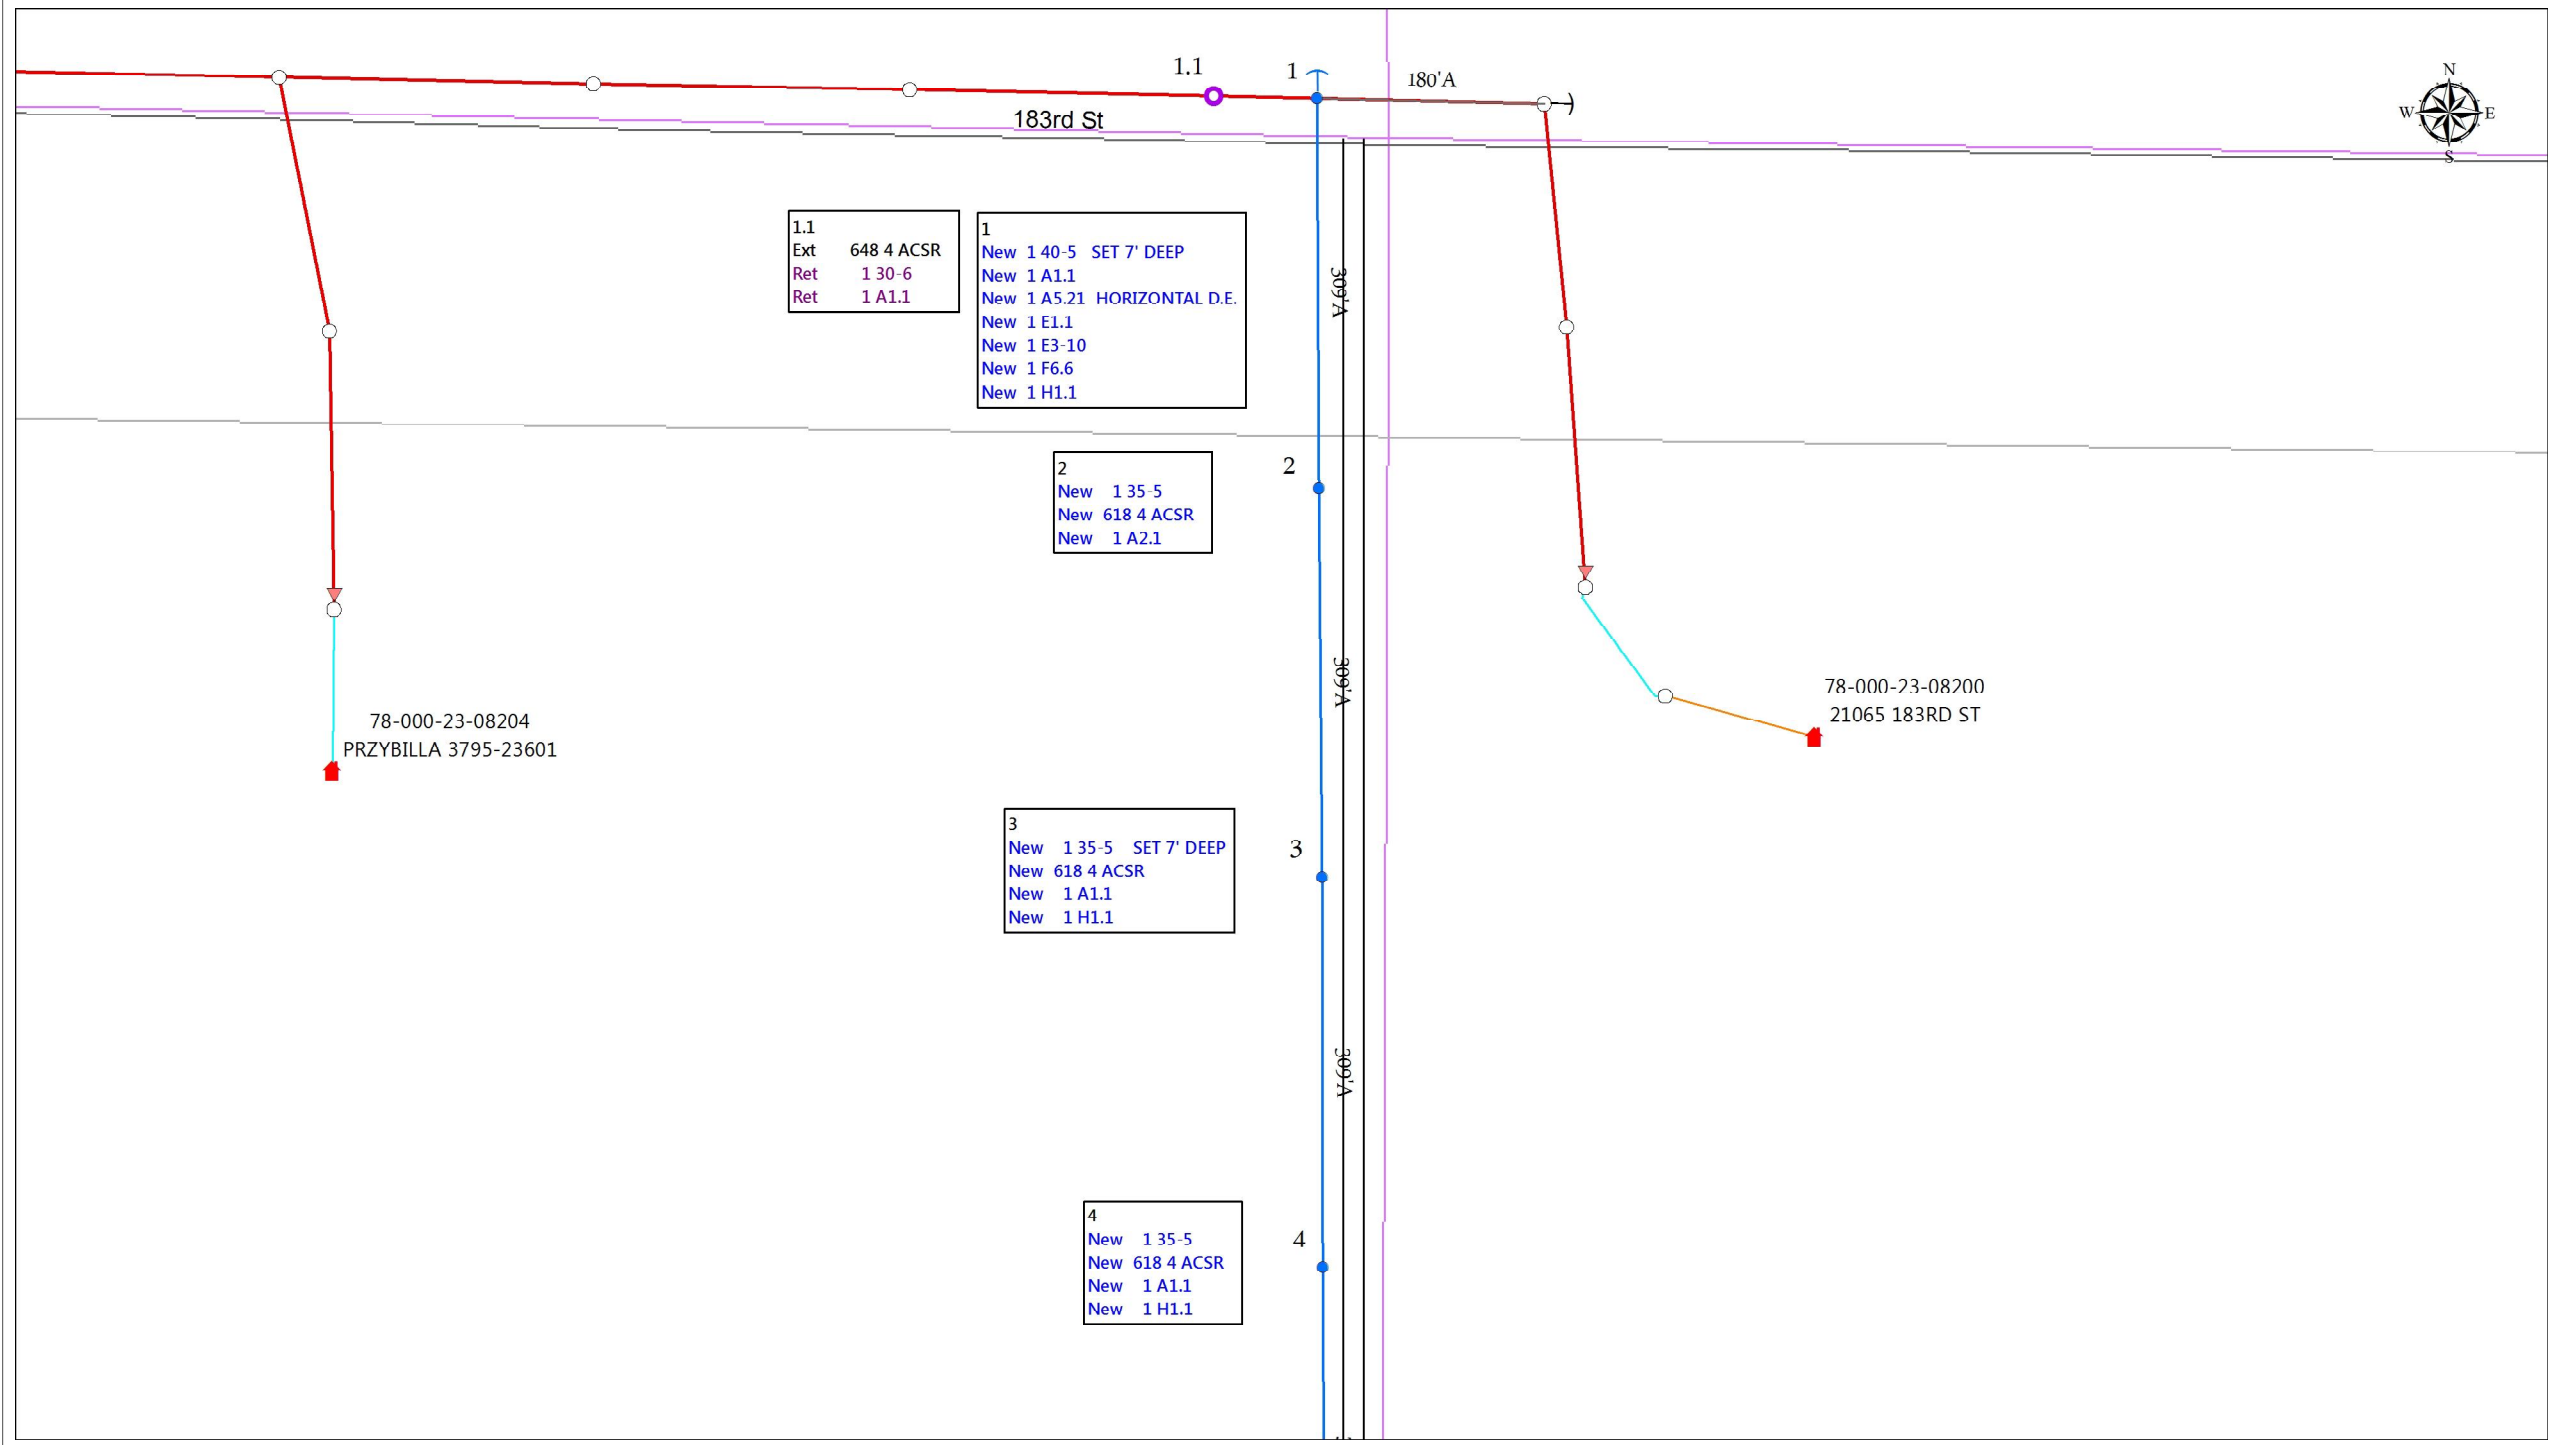 1.1
1
180'A
N
W
E
S
183rd St
1.1
Ext 648 4 ACSR
Ret 1 30-6
Ret 1 A1.1
1
New 1 40-5 SET 7' DEEP
New 1 A1.1
New 1 A5.21 HORIZONTAL D.E.
New 1 E1.1
New 1 E3-10
New 1 F6.6
New 1 H1.1
309'A
2
2
New 1 35-5
New 618 4 ACSR
New 1 A2.1
309'A
78-000-23-08204
PRZYBILLA 3795-23601
78-000-23-08200
21065 183RD ST
3
3
New 1 35-5 SET 7' DEEP
New 618 4 ACSR
New 1 A1.1
New 1 H1.1
309'A
4
4
New 1 35-5
New 618 4 ACSR
New 1 A1.1
New 1 H1.1